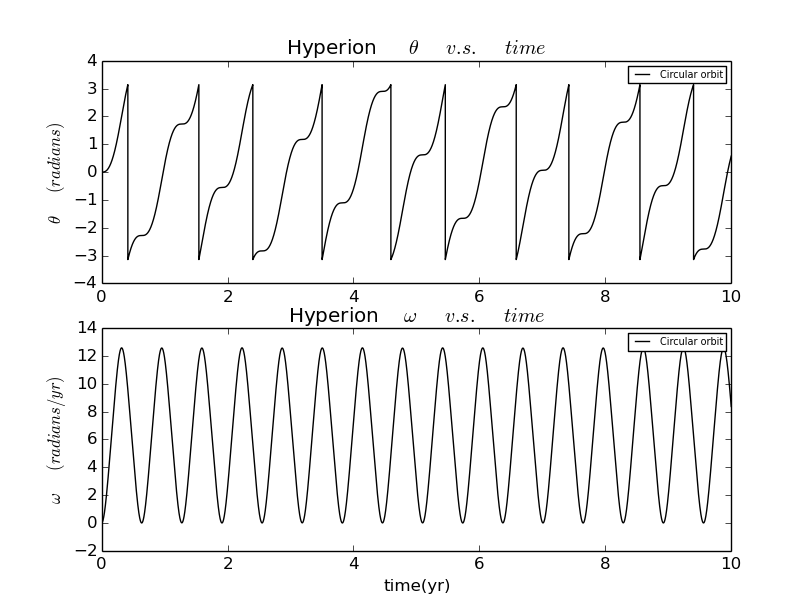 Hyperion θ v.s. time
4
3
2
1
0
−1
−2
−3
−4
θ (radians)
Circular orbit
0 2 4 6 8 10
Hyperion ω v.s. time
14
12
10
8
6
4
2
0
−2
ω (radians/yr)
Circular orbit
0 2 4 6 8 10
time(yr)